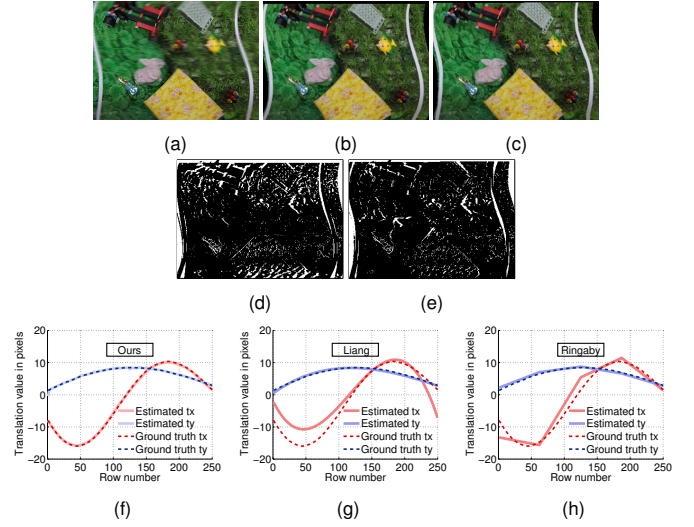 (a) (b) (c)
(d) (e)
20 20 20
Ours Liang Ringaby
10 10 10
0 0 0
Translation value in pixels Translation value in pixels Translation value in pixels
Estimated tx Estimated tx Estimated tx
Estimated ty Estimated ty Estimated ty
−10 −10 −10
Ground truth tx Ground truth tx Ground truth tx
Ground truth ty Ground truth ty Ground truth ty
−20 −20 −20
0 50 100 150 200 250 0 50 100 150 200 250 0 50 100 150 200 250
Row number Row number Row number
(f) (g) (h)